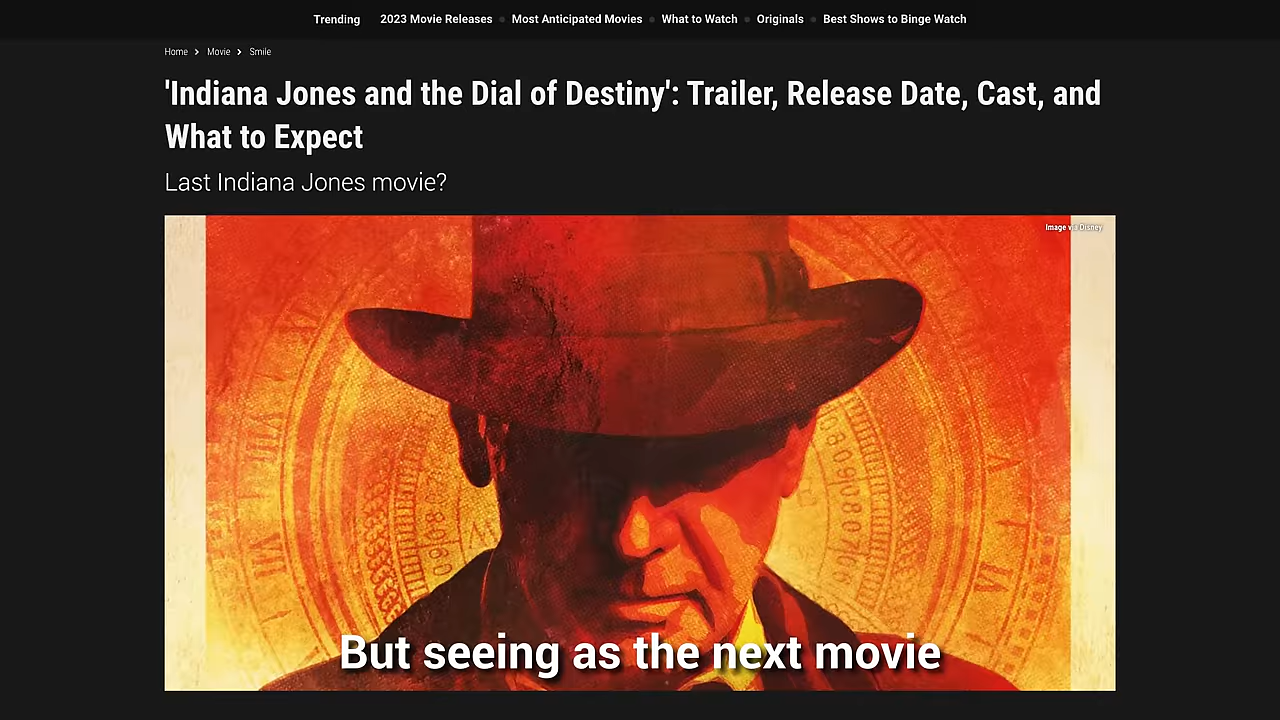 Trending 2023 Movie Releases Most Anticipated Movies What to Watch Originals Best Shows to Binge Watch
Home > Movie > Smile
'Indiana Jones and the Dial of Destiny': Trailer, Release Date, Cast, and
What to Expect
Last Indiana Jones movie?
Image via Disney
But seeing as the next movie